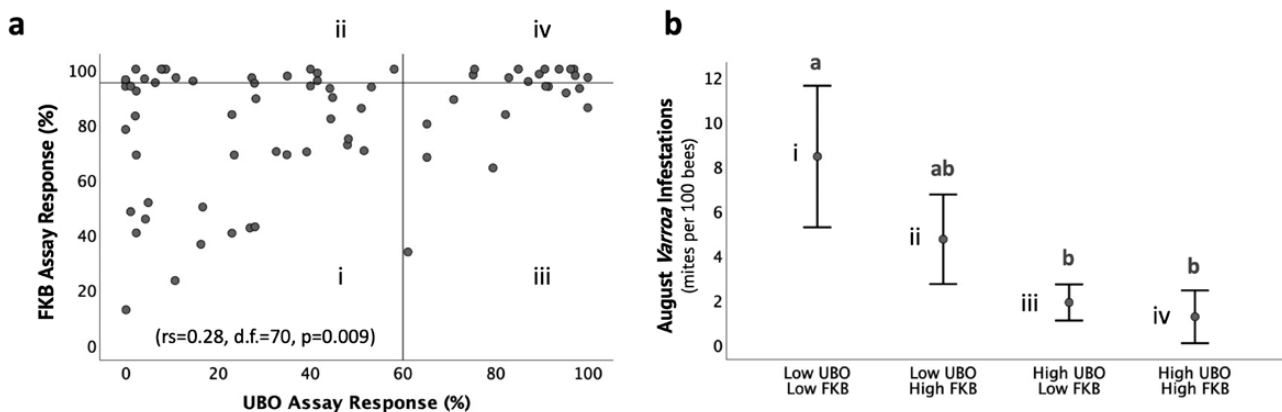 a
ii
iv
FKB Assay Response (%)
100
80
60
40
20
0
i
iii
(rs=0.28, d.f.=70, p=0.009)
0 20 40 60 80 100
UBO Assay Response (%)
b
August Varroa Infestations
(mites per 100 bees)
12
10
8
6
4
2
0
a
i
ab
ii
b
iii
b
iv
Low UBO Low UBO High UBO High UBO
Low FKB High FKB Low FKB High FKB